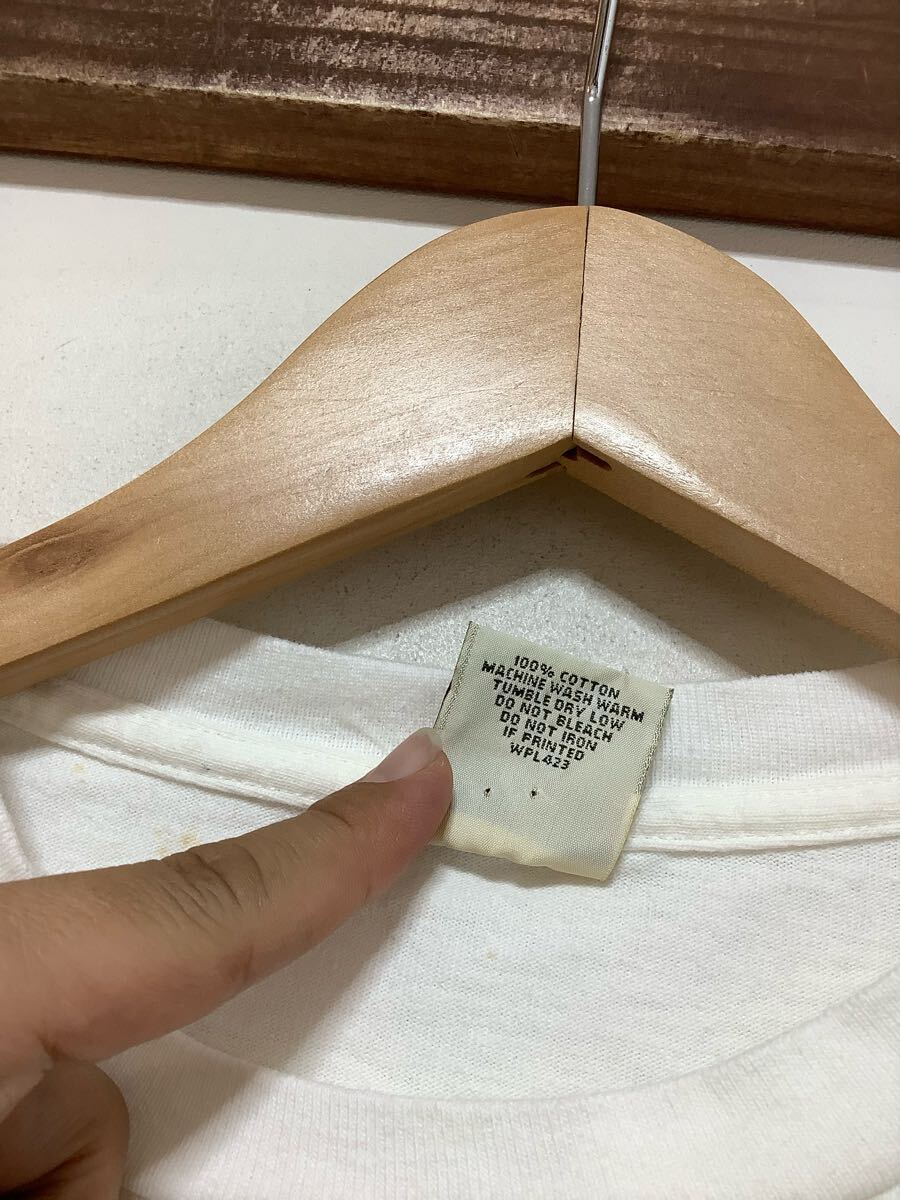 100% COTTON
MACHINE WASH WARM
TUMBLE DRY LOW
DO NOT BLEACH
DO NOT IRON
IF PRINTED
WPL423